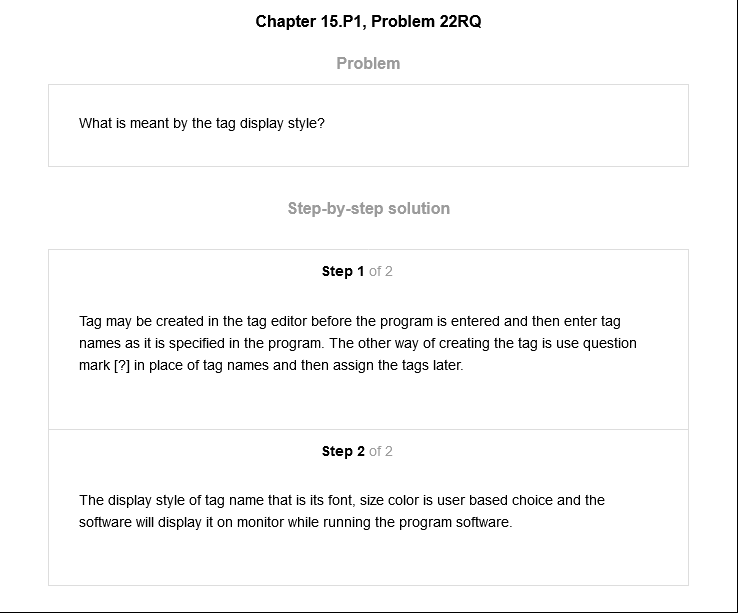 Chapter 15.P1, Problem 22RQ
Problem
What is meant by the tag display style?
Step-by-step solution
Step 1 of 2
Tag may be created in the tag editor before the program is entered and then enter tag
names as it is specified in the program. The other way of creating the tag is use question
mark [?] in place of tag names and then assign the tags later.
Step 2 of 2
The display style of tag name that is its font, size color is user based choice and the
software will display it on monitor while running the program software.